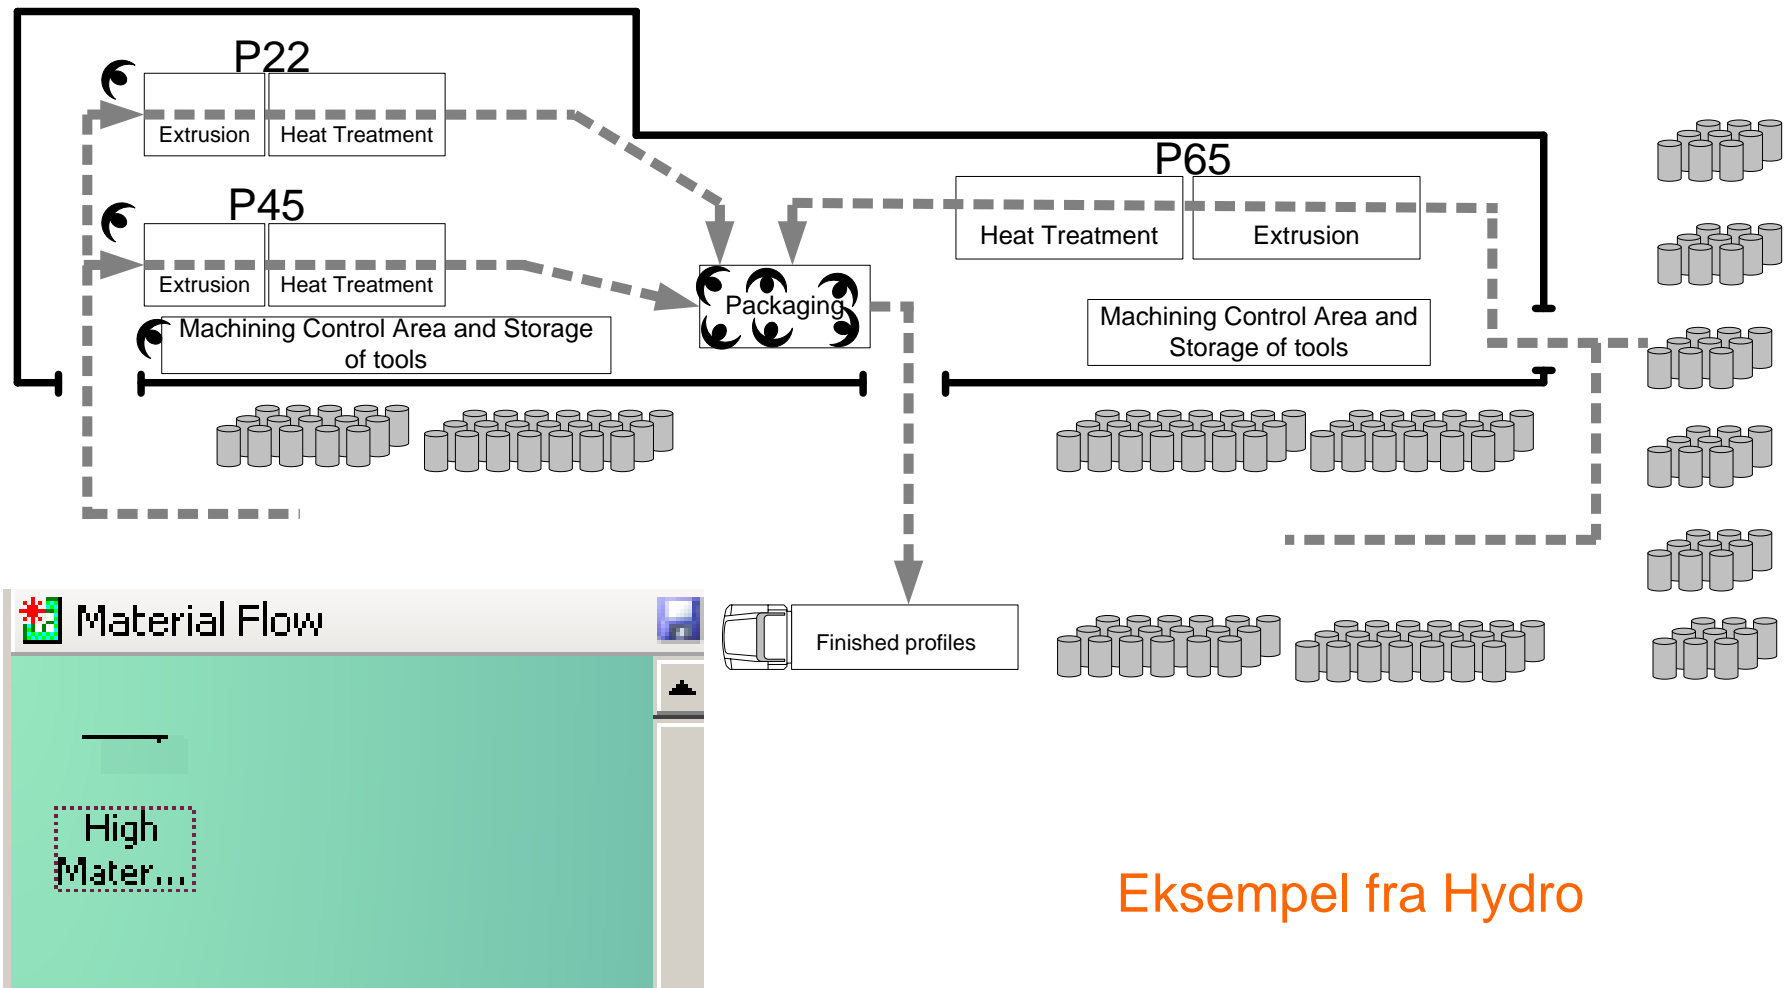 P22
Extrusion
Heat Treatment
P45
Extrusion
Heat Treatment
Machining Control Area and Storage
of tools
Packaging
P65
Heat Treatment
Extrusion
Machining Control Area and
Storage of tools
Finished profiles
Material Flow
High
Mater...
Eksempel fra Hydro